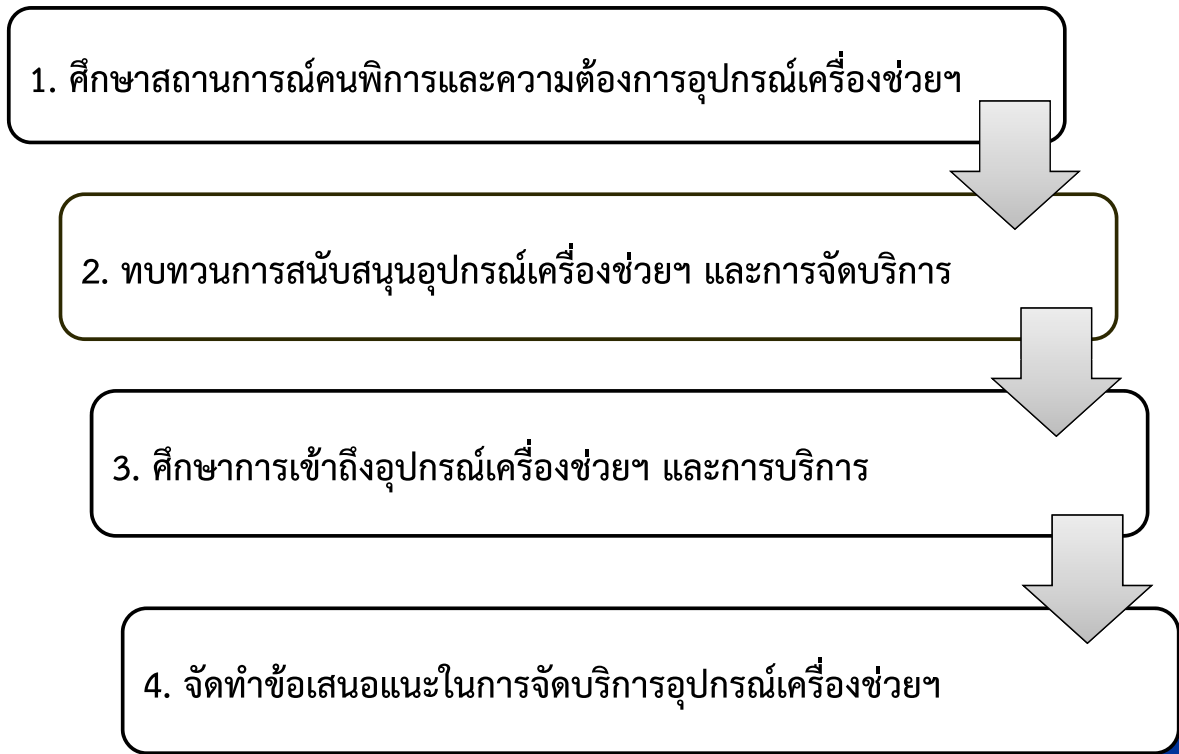 1. ศึกษาสถานการณ์คนพิการและความต้องการอุปกรณ์เครื่องช่วยฯ
2. ทบทวนการสนับสนุนอุปกรณ์เครื่องช่วยฯ และการจัดบริการ
3. ศึกษาการเข้าถึงอุปกรณ์เครื่องช่วยฯ และการบริการ
4. จัดทำข้อเสนอแนะในการจัดบริการอุปกรณ์เครื่องช่วยฯ